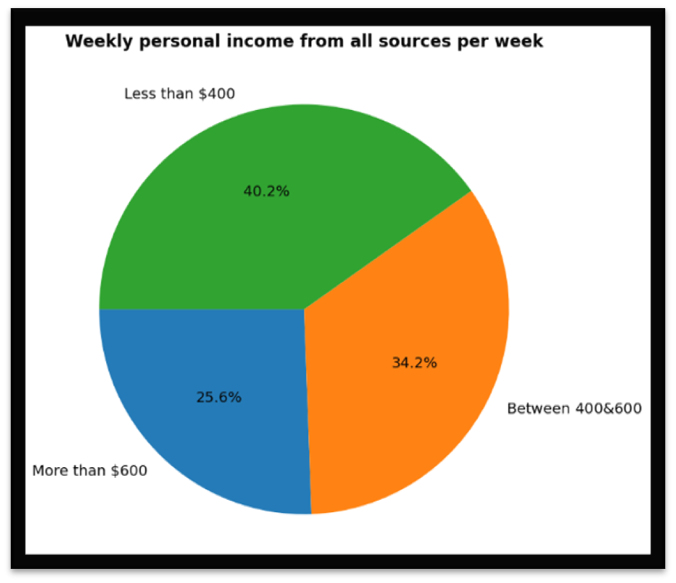 Weekly personal income from all sources per week
Less than $400
40.2%
34.2%
25.6%
Between 400&600
More than $600